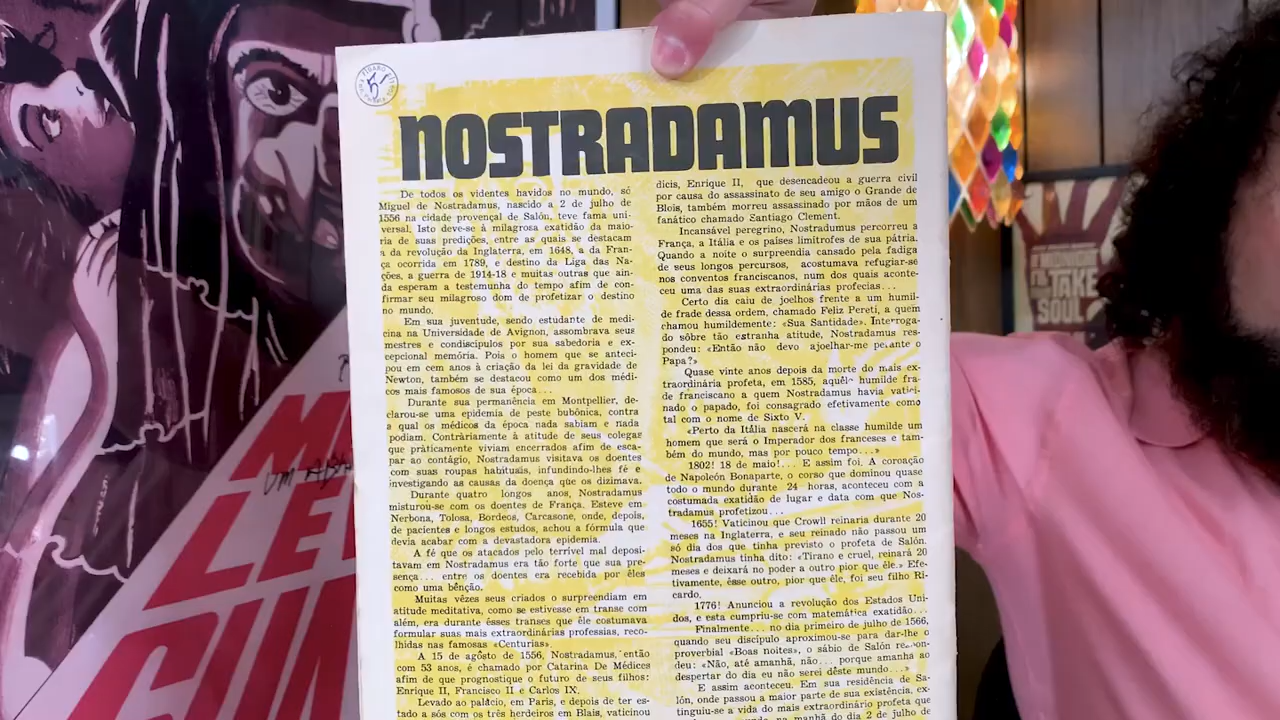 NOSTRADAMUS
De todos os videntes havidos no mundo, só
Miguel de Nostradamus, nascido a 2 de julho de
1556 na cidade provençal de Salón, teve fama uni-
versal. Isto deve-se à milagrosa exatidão da maio-
ria de suas predições, entre as quais se destacam
a da revolução da Inglaterra, em 1648, a da Fran-
ça ocorrida em 1789, e destino da Liga das Na-
ções, a guerra de 1914-18 e muitas outras que ain-
da esperam a testemunha do tempo afim de con-
firmar seu milagroso dom de profetizar o destino
no mundo.
Em sua juventude, sendo estudante de medi-
cina na Universidade de Avignon, assombrava seus
mestres e condiscípulos por sua sabedoria e ex-
cepcional memória. Pois o homem que se anteci-
pou em cem anos à criação da lei da gravidade de
Newton, também se destacou como um dos médi-
cos mais famosos de sua época...
Durante sua permanência em Montpellier, de-
clarou-se uma epidemia de peste bubônica, contra
a qual os médicos da época nada sabiam e nada
podiam. Contràriamente à atitude de seus colegas
que pràticamente viviam encerrados afim de esca-
par ao contágio, Nostradamus visitava os doentes
com suas roupas habituais, infundindo-lhes fé e
investigando as causas da doença que os dizimava.
Durante quatro longos anos, Nostradamus
misturou-se com os doentes de França. Esteve em
Nerbona, Tolosa, Bordeos, Carcasone, onde, depois,
de pacientes e longos estudos, achou a fórmula que
devia acabar com a devastadora epidemia.
A fé que os atacados pelo terrível mal deposi-
tavam em Nostradamus era tão forte que sua pre-
sença... entre os doentes era recebida por êles
como uma bênção.
Muitas vêzes seus criados o surpreendiam em
atitude meditativa, como se estivesse em transe com
além, era durante êsses transes que êle costumava
formular suas mais extraordinárias professias, reco-
lhidas nas famosas «Centurias».
A 15 de agôsto de 1556, Nostradamus, então
com 53 anos, é chamado por Catarina De Médices
afim de que prognostique o futuro de seus filhos:
Enrique II, Francisco II e Carlos IX.
Levado ao palácio, em Paris, e depois de ter es-
tado a sós com os três herdeiros em Blais, vaticinou
dicis, Enrique II, que desencadeou a guerra civil
por causa do assassinato de seu amigo o Grande de
Blois, também morreu assassinado por mãos de um
fanático chamado Santiago Clement.
Incansável peregrino, Nostradumus percorreu a
França, a Itália e os países limítrofes de sua pátria.
Quando a noite o surpreendia cansado pela fadiga
de seus longos percursos, acostumava refugiar-se
nos conventos franciscanos, num dos quais aconte-
ceu uma das suas extraordinárias profecias...
Certo dia caiu de joelhos frente a um humil-
de frade dessa ordem, chamado Feliz Pereti, a quem
chamou humildemente: «Sua Santidade». Interroga-
do sôbre tão estranha atitude, Nostradamus res-
pondeu: «Então não devo ajoelhar-me perante o
Papa?»
Quase vinte anos depois da morte do mais ex-
traordinária profeta, em 1585, aquêle humilde fra-
de franciscano a quem Nostradamus havia vatici-
nado o papado, foi consagrado efetivamente como
tal com o nome de Sixto V.
«Perto da Itália nascerá na classe humilde um
homem que será o Imperador dos franceses e tam-
bém do mundo, mas por pouco tempo...»
1802! 18 de maio!... E assim foi. A coroação
de Napoleón Bonaparte, o corso que dominou quase
todo o mundo durante 24 horas, aconteceu com a
costumada exatidão de lugar e data com que Nos-
tradamus profetizou...
1655! Vaticinou que Crowll reinaria durante 20
meses na Inglaterra, e seu reinado não passou um
só dia dos que tinha previsto o profeta de Salón.
Nostradamus tinha dito: «Tirano e cruel, reinará 20
meses e deixará no poder a outro pior que êle.» Efe-
tivamente, êsse outro, pior que êle, foi seu filho Ri-
cardo.
1776! Anunciou a revolução dos Estados Uni-
dos, e esta cumpriu-se com matemática exatidão...
Finalmente... no dia primeiro de julho de 1566,
quando seu discípulo aproximou-se para dar-lhe o
proverbial «Boas noites», o sábio de Salón respon-
deu: «Não, até amanhã, não... porque amanha ao
despertar do dia eu não serei dêste mundo...»
E assim aconteceu. Em sua residência de Sa-
lón, onde passou a maior parte de sua existência, ex-
tinguiu-se a vida do mais extraordinária profeta que
manhã do dia 2 de julho de
MIDNIGHT
I'LL TAKE
SOUL